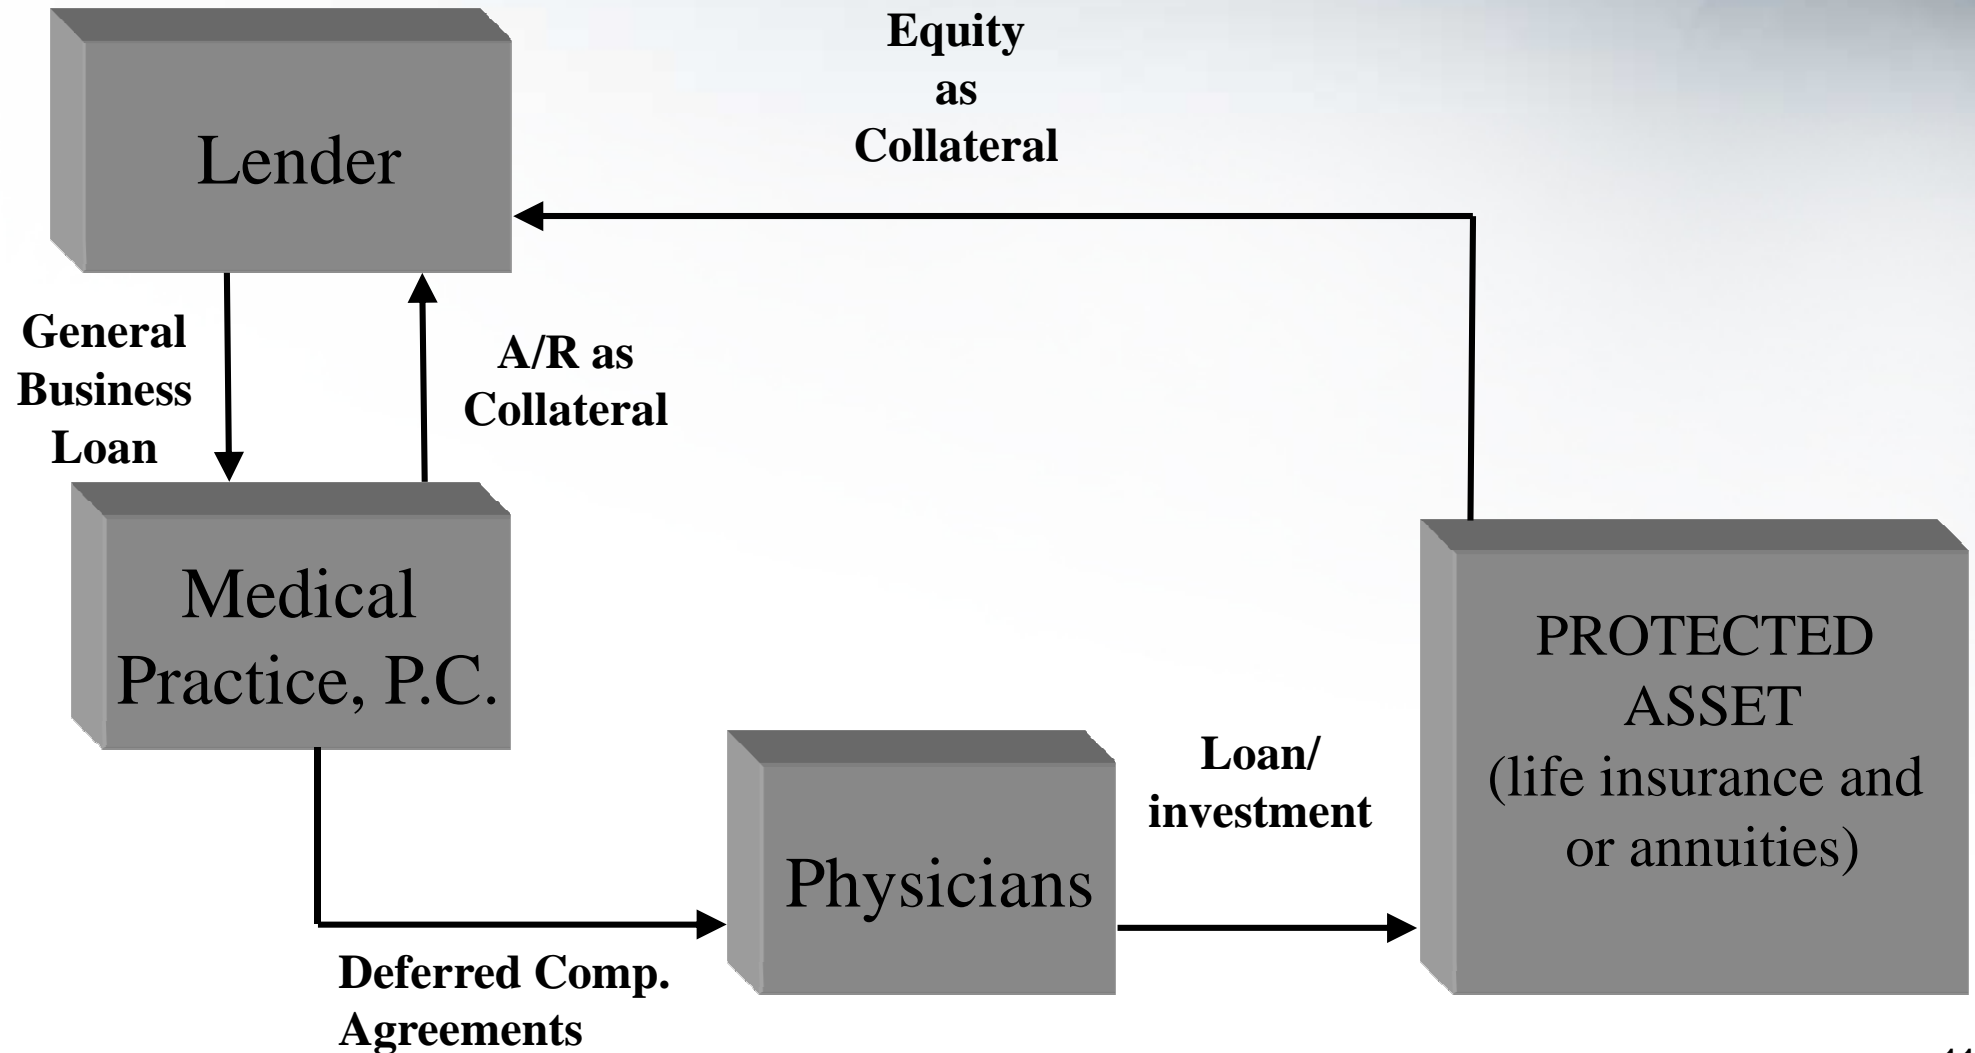 Equity
as
Collateral
Lender
General
Business
Loan
A/R as
Collateral
Medical
Practice, P.C.
PROTECTED
ASSET
(life insurance and
or annuities)
Loan/
investment
Physicians
Deferred Comp.
Agreements